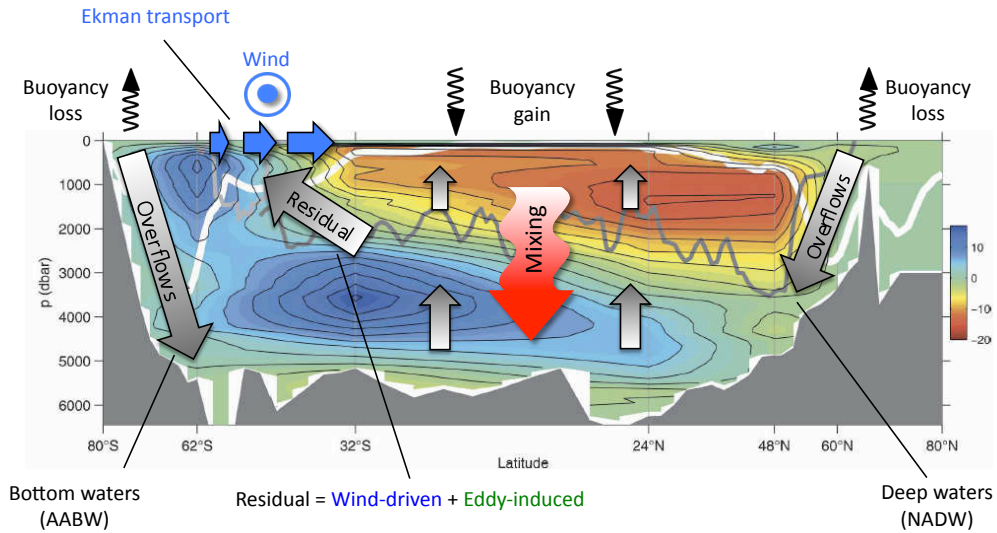 Ekman transport
Wind
Buoyancy
loss
Buoyancy
gain
Buoyancy
loss
0
1000
2000
3000
4000
5000
6000
p (dbar)
Overflows
Residual
Mixing
Overflows
10
0
−10
−20
80°S
62°S
32°S
24°N
48°N
60°N
80°N
Latitude
Bottom waters
(AABW)
Residual = Wind-driven + Eddy-induced
Deep waters
(NADW)